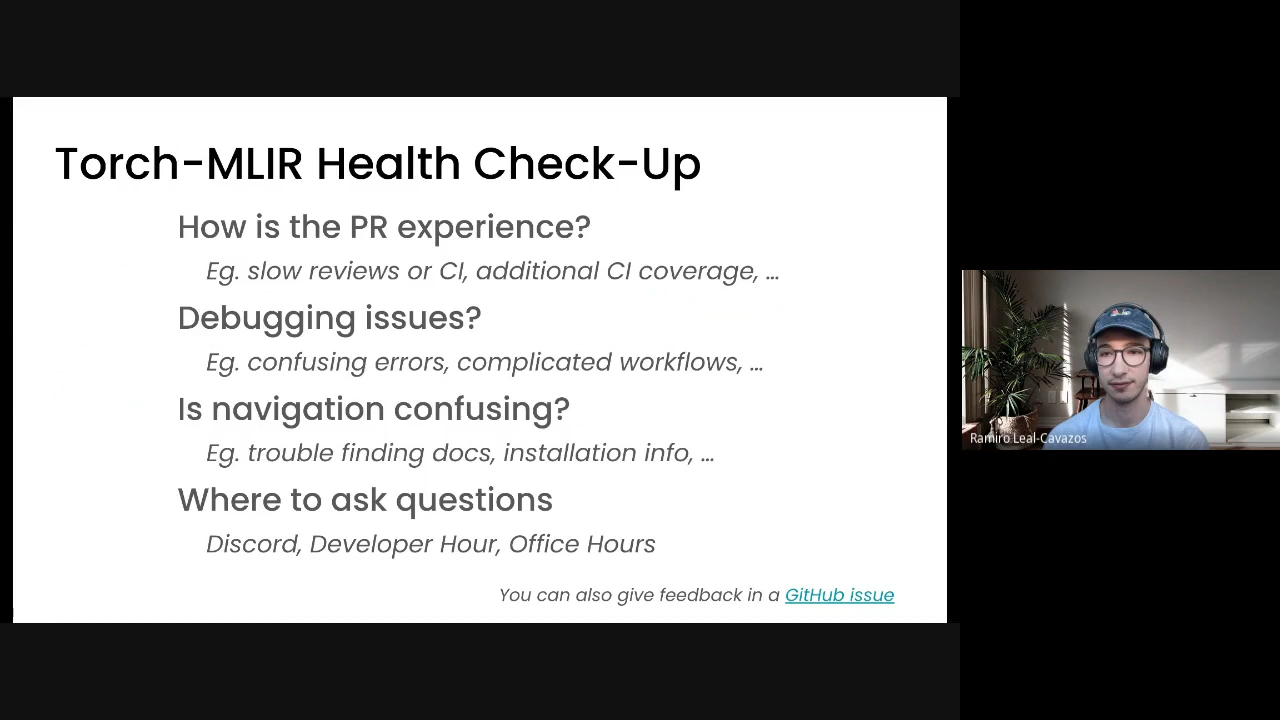 Torch-MLIR Health Check-Up
How is the PR experience?
Eg. slow reviews or CI, additional CI coverage, ...
Debugging issues?
Eg. confusing errors, complicated workflows, ...
Is navigation confusing?
Eg. trouble finding docs, installation info, ...
Where to ask questions
Discord, Developer Hour, Office Hours
You can also give feedback in a GitHub issue
Ramiro Leal-Cavazos